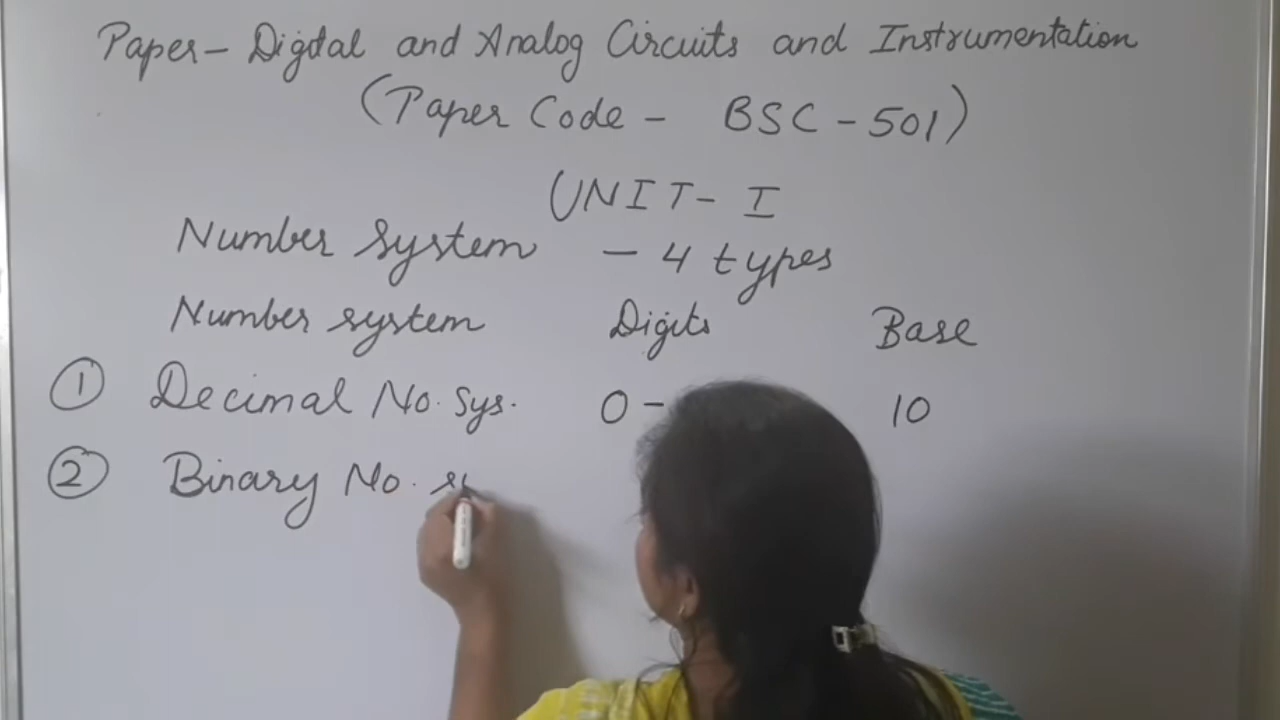 Paper - Digital and Analog Circuits and Instrumentation
(Paper Code - BSC - 501)
UNIT - I
Number System - 4 types
Number system Digits Base
1 Decimal No. Sys. 0 - 10
2 Binary No.